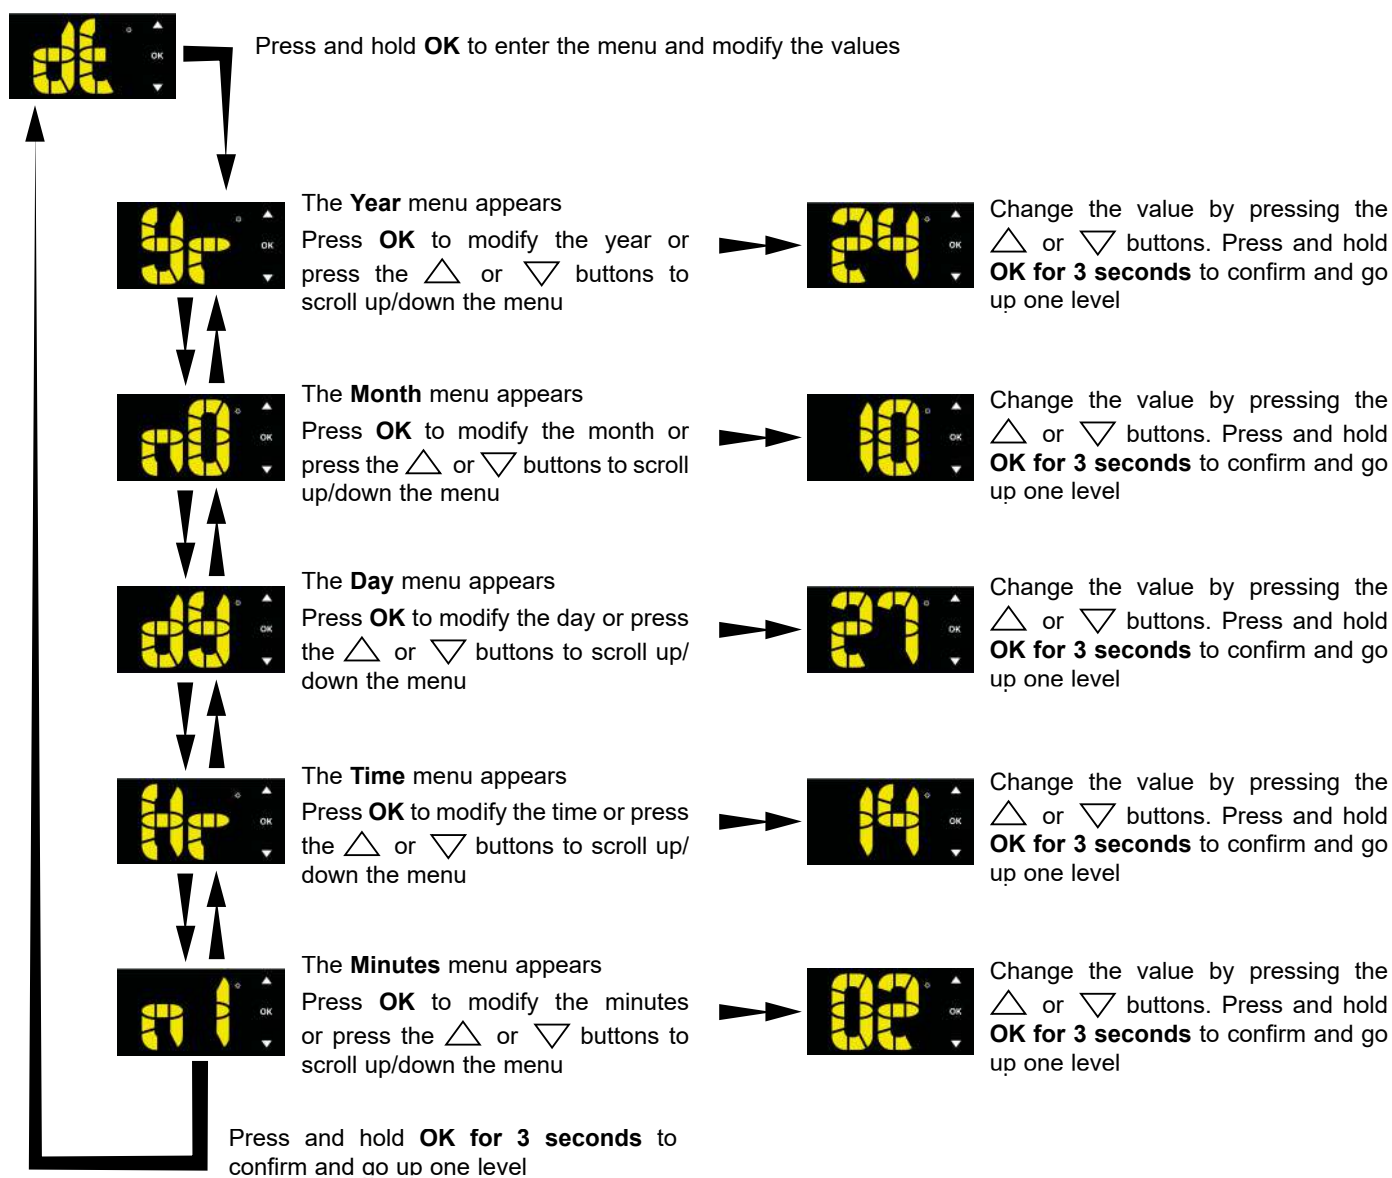 dt
OK
Press and hold OK to enter the menu and modify the values
Yr
OK
The Year menu appears
Press OK to modify the year or
press the △ or ▽ buttons to
scroll up/down the menu
24
OK
Change the value by pressing the
△ or ▽ buttons. Press and hold
OK for 3 seconds to confirm and go
up one level
n0
OK
The Month menu appears
Press OK to modify the month or
press the △ or ▽ buttons to scroll
up/down the menu
10
OK
Change the value by pressing the
△ or ▽ buttons. Press and hold
OK for 3 seconds to confirm and go
up one level
dy
OK
The Day menu appears
Press OK to modify the day or press
the △ or ▽ buttons to scroll up/
down the menu
27
OK
Change the value by pressing the
△ or ▽ buttons. Press and hold
OK for 3 seconds to confirm and go
up one level
Hr
OK
The Time menu appears
Press OK to modify the time or press
the △ or ▽ buttons to scroll up/
down the menu
14
OK
Change the value by pressing the
△ or ▽ buttons. Press and hold
OK for 3 seconds to confirm and go
up one level
n1
OK
The Minutes menu appears
Press OK to modify the minutes
or press the △ or ▽ buttons to
scroll up/down the menu
02
OK
Change the value by pressing the
△ or ▽ buttons. Press and hold
OK for 3 seconds to confirm and go
up one level
Press and hold OK for 3 seconds to
confirm and go up one level